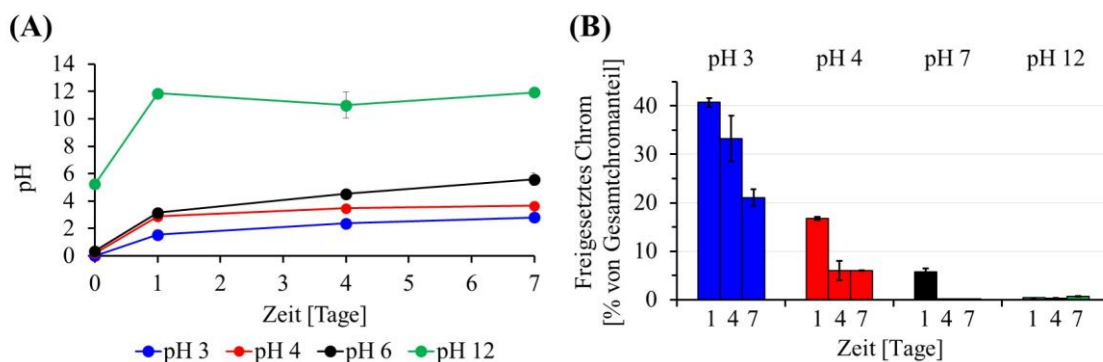 (A)
pH
14
12
10
8
6
4
2
0
0 1 2 3 4 5 6 7
Zeit [Tage]
pH 3 pH 4 pH 6 pH 12
(B)
pH 3 pH 4 pH 7 pH 12
Freigesetztes Chrom
[% von Gesamtchromanteil]
40
30
20
10
0
1 4 7 1 4 7 1 4 7 1 4 7
Zeit [Tage]